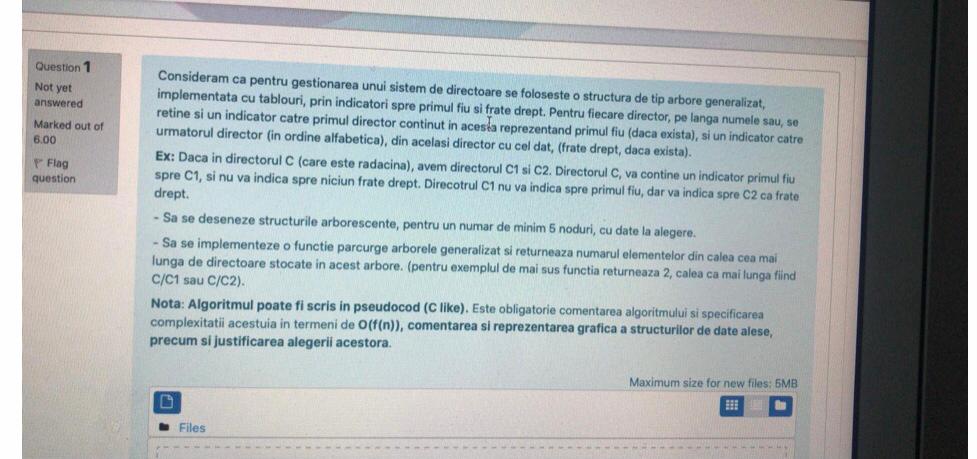 Question 1
Not yet
answered
Marked out of
6.00
Flag
question
Consideram ca pentru gestionarea unui sistem de directoare se foloseste o structura de tip arbore generalizat,
implementata cu tablouri, prin indicatori spre primul fiu si frate drept. Pentru fiecare director, pe langa numele sau, se
retine si un indicator catre primul director continut in acesta reprezentand primul fiu (daca exista), si un indicator catre
urmatorul director (in ordine alfabetica), din acelasi director cu cel dat, (frate drept, daca exista).
Ex: Daca in directorul C (care este radacina), avem directorul C1 si C2. Directorul C, va contine un indicator primul fiu
spre C1, si nu va indica spre niciun frate drept. Direcotrul C1 nu va indica spre primul fiu, dar va indica spre C2 ca frate
drept.
- Sa se deseneze structurile arborescente, pentru un numar de minim 5 noduri, cu date la alegere.
- Sa se implementeze o functie parcurge arborele generalizat si returneaza numarul elementelor din calea cea mai
lunga de directoare stocate in acest arbore. (pentru exemplul de mai sus functia returneaza 2, calea ca mai lunga fiind
C/C1 sau C/C2).
Nota: Algoritmul poate fi scris in pseudocod (C like). Este obligatorie comentarea algoritmului si specificarea
complexitatii acestuia in termeni de O(f(n)), comentarea si reprezentarea grafica a structurilor de date alese,
precum si justificarea alegerii acestora.
Maximum size for new files: 5MB
Files